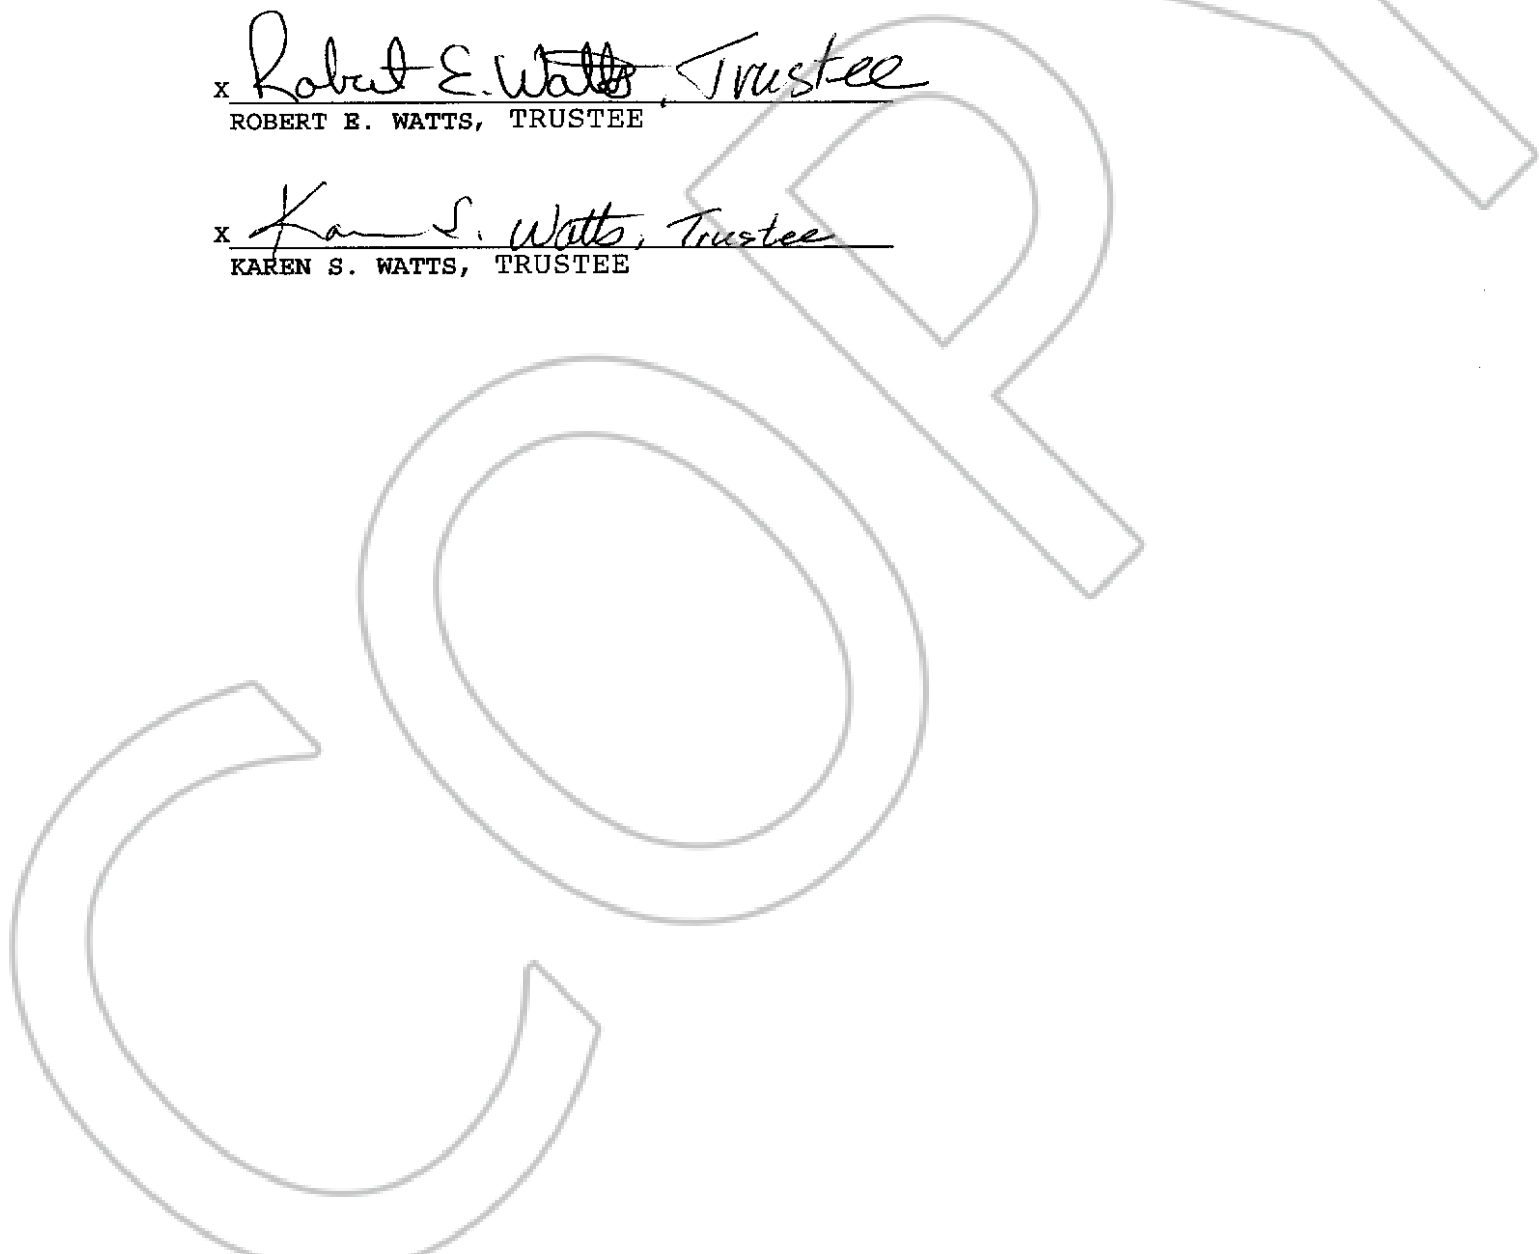 x Robert E. Watts, Trustee
ROBERT E. WATTS, TRUSTEE
x Karen S. Watts, Trustee
KAREN S. WATTS, TRUSTEE
COPY